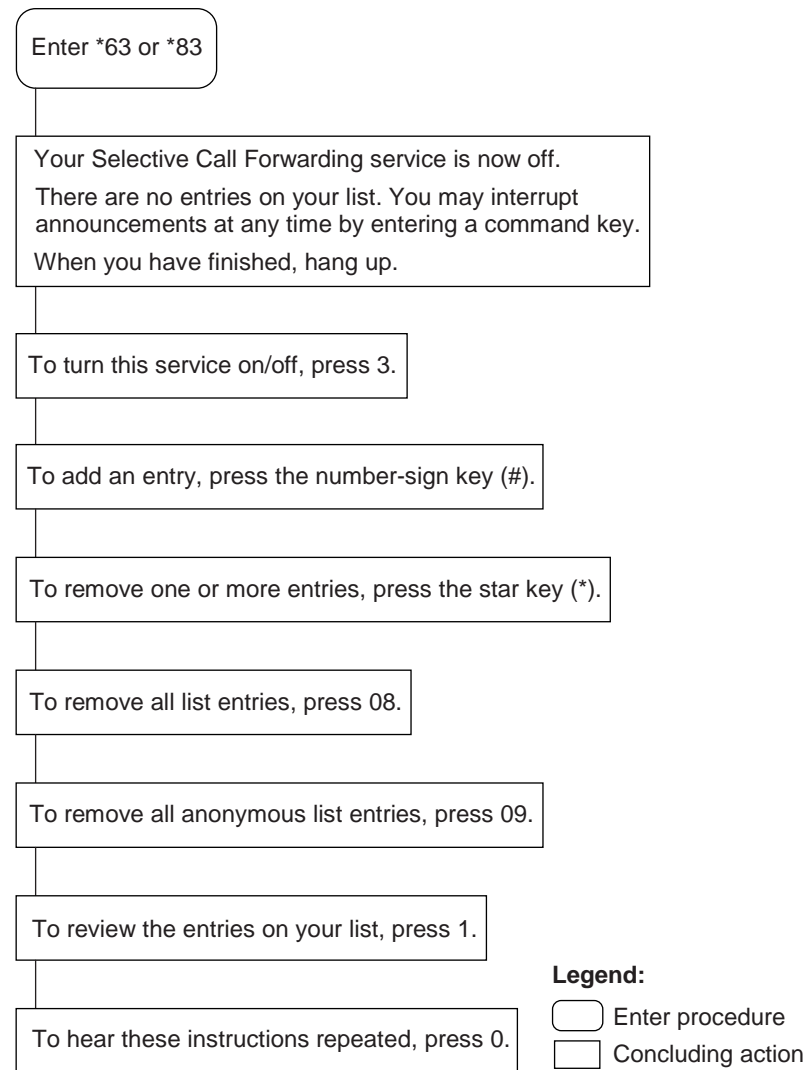 Enter *63 or *83
Your Selective Call Forwarding service is now off.
There are no entries on your list. You may interrupt
announcements at any time by entering a command key.
When you have finished, hang up.
To turn this service on/off, press 3.
To add an entry, press the number-sign key (#).
To remove one or more entries, press the star key (*).
To remove all list entries, press 08.
To remove all anonymous list entries, press 09.
To review the entries on your list, press 1.
To hear these instructions repeated, press 0.
Legend:
Enter procedure
Concluding action